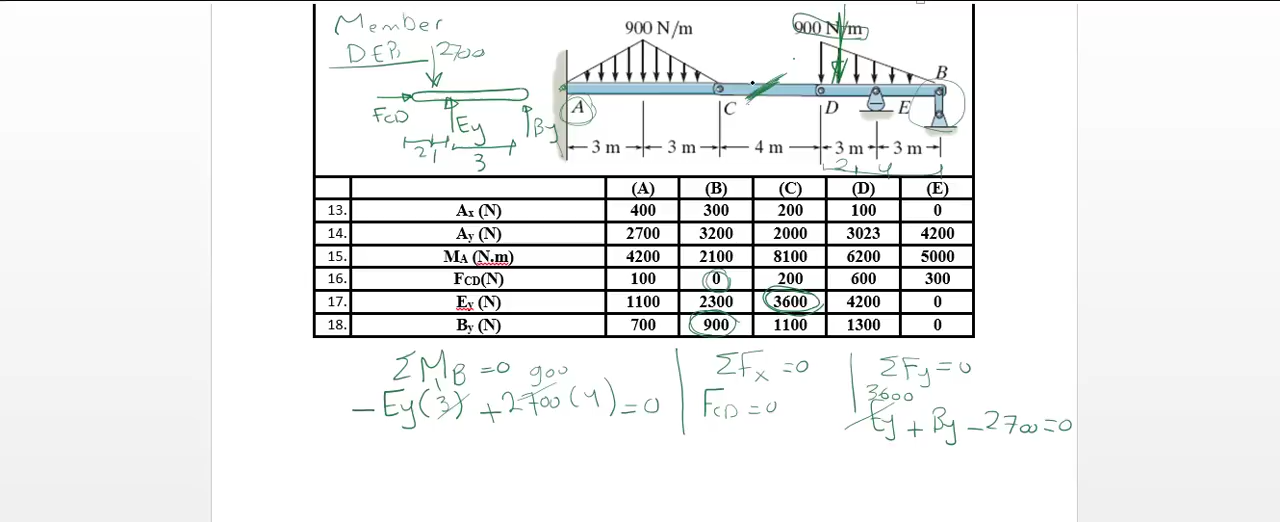 Member
DEB
2700
FCD
Ey
By
2
1
3
900 N/m
900 N/m
A
C
D
E
B
3 m
3 m
4 m
3 m
3 m
2
4
(A) (B) (C) (D) (E)
13. Ax (N) 400 300 200 100 0
14. Ay (N) 2700 3200 2000 3023 4200
15. MA (N.m) 4200 2100 8100 6200 5000
16. FCD(N) 100 0 200 600 300
17. Ey (N) 1100 2300 3600 4200 0
18. By (N) 700 900 1100 1300 0
ΣMB =0
900
- Ey(3) +2700(4)=0
ΣFx =0
FCD =0
ΣFy =0
3600
Ey + By -2700=0